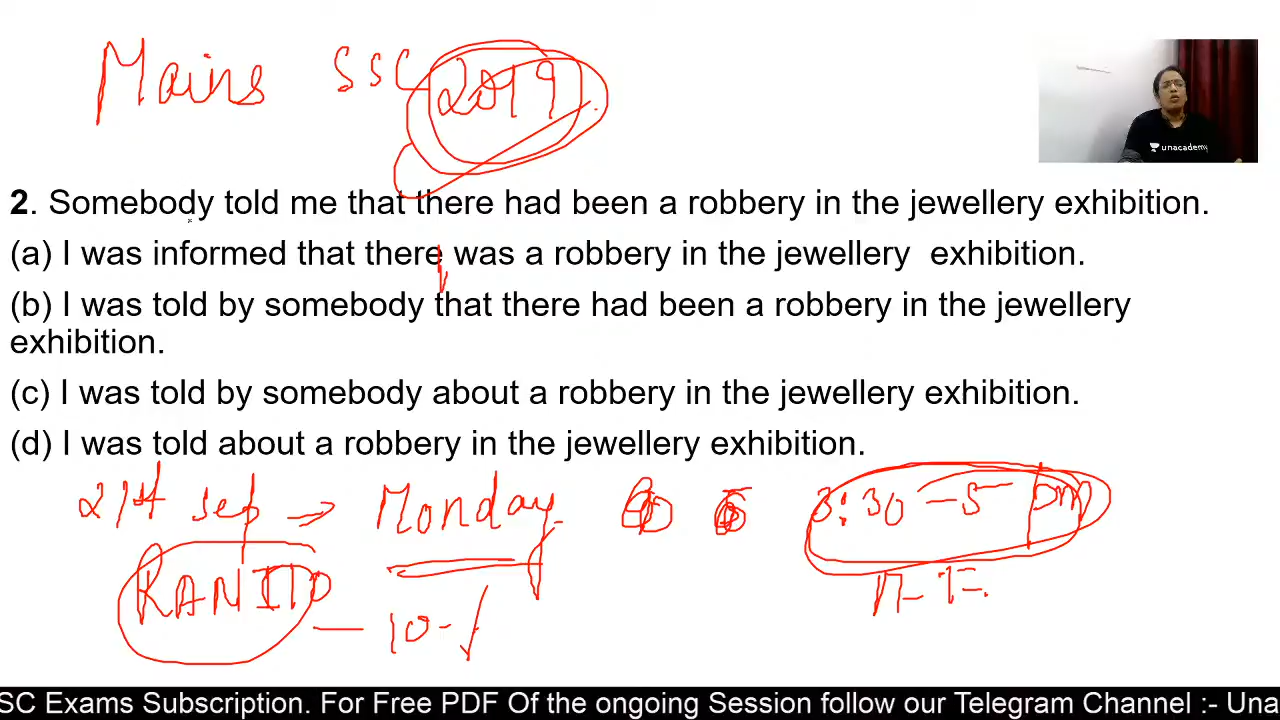 Mains SSC 2019
unacademy
2. Somebody told me that there had been a robbery in the jewellery exhibition.
(a) I was informed that there was a robbery in the jewellery exhibition.
(b) I was told by somebody that there had been a robbery in the jewellery
exhibition.
(c) I was told by somebody about a robbery in the jewellery exhibition.
(d) I was told about a robbery in the jewellery exhibition.
21st Sep → Monday 3:30 – 5 pm
— 10 -
SC Exams Subscription. For Free PDF Of the ongoing Session follow our Telegram Channel :- Una